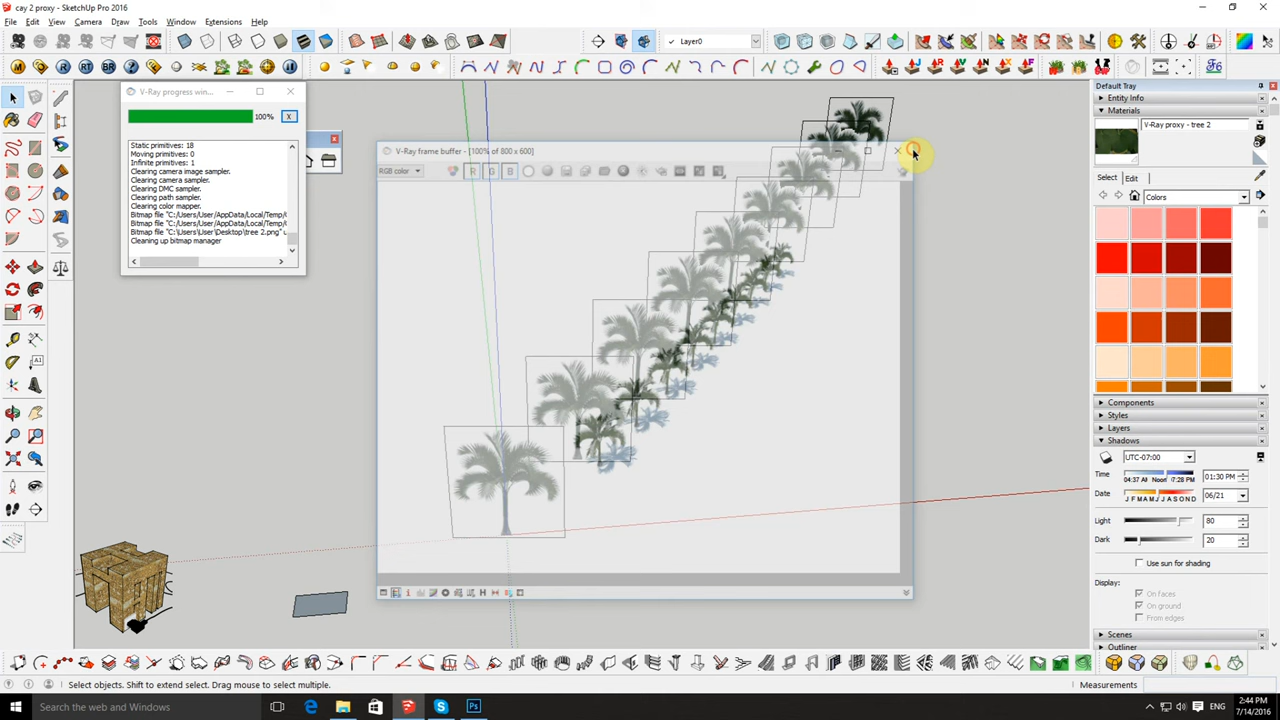 cay 2 proxy - SketchUp Pro 2016
File Edit View Camera Draw Tools Window Extensions Help
Layer0
M R RT BR
J R V X F
V-Ray progress win...
100%
X
Static primitives: 18
Moving primitives: 0
Infinite primitives: 1
Clearing camera image sampler.
Clearing camera sampler.
Clearing DMC sampler.
Clearing path sampler.
Clearing color mapper.
Bitmap file "C:/Users/User/AppData/Local/Temp/
Bitmap file "C:/Users/User/AppData/Local/Temp/
Bitmap file "C:\Users\User\Desktop\tree 2.png" u
Cleaning up bitmap manager
V-Ray frame buffer - [100% of 800 x 600]
RGB color
R G B
Default Tray
Entity Info
Materials
V-Ray proxy - tree 2
Select Edit
Colors
Components
Styles
Layers
Shadows
UTC-07:00
Time
04:37 AM Noon 07:28 PM
01:30 PM
Date
J F M A M J J A S O N D
06/21
Light
80
Dark
20
Use sun for shading
Display:
On faces
On ground
From edges
Scenes
Outliner
Select objects. Shift to extend select. Drag mouse to select multiple.
Measurements
Search the web and Windows
ENG
2:44 PM
7/14/2016